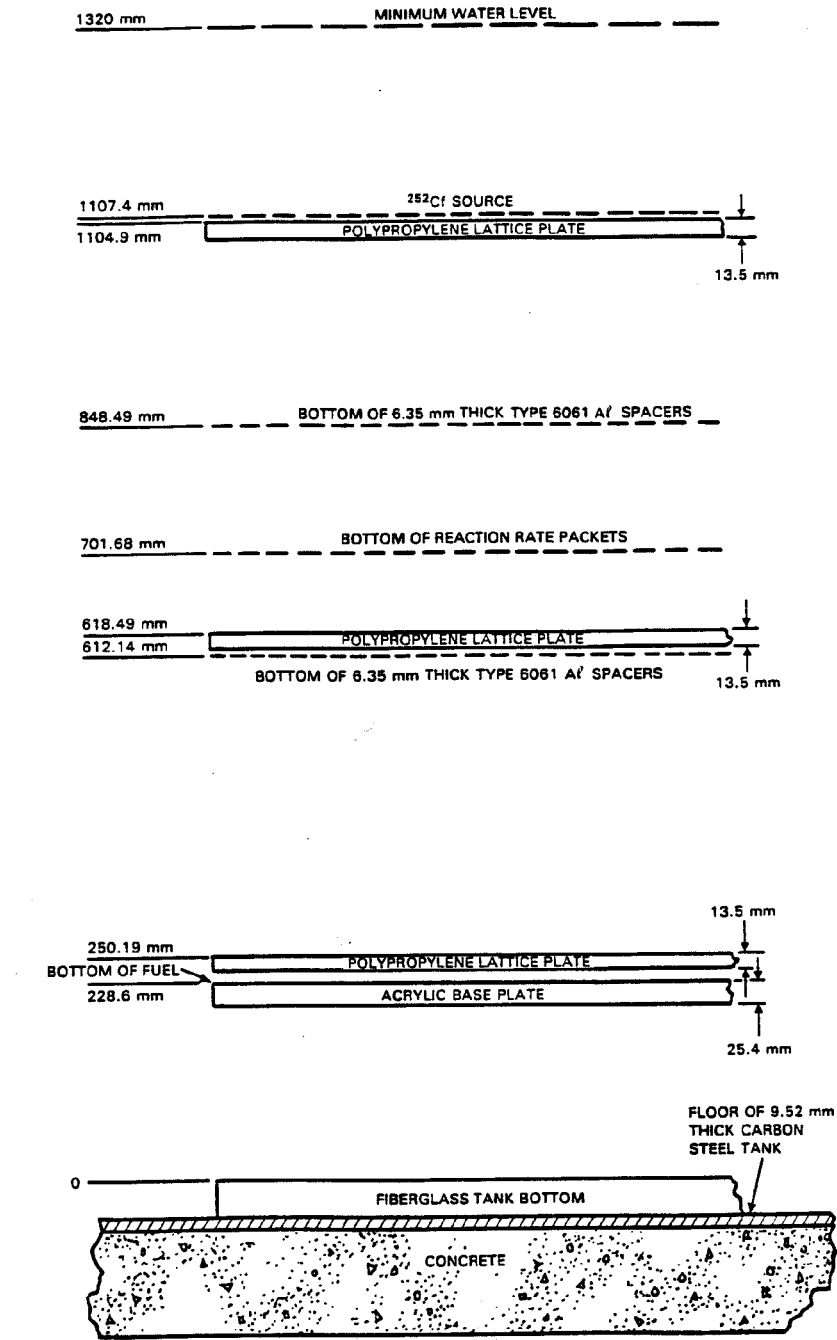 1320 mm
MINIMUM WATER LEVEL
1107.4 mm
²⁵²Cf SOURCE
1104.9 mm
POLYPROPYLENE LATTICE PLATE
13.5 mm
848.49 mm
BOTTOM OF 6.35 mm THICK TYPE 6061 Aℓ SPACERS
701.68 mm
BOTTOM OF REACTION RATE PACKETS
618.49 mm
POLYPROPYLENE LATTICE PLATE
612.14 mm
BOTTOM OF 6.35 mm THICK TYPE 6061 Aℓ SPACERS
13.5 mm
13.5 mm
250.19 mm
POLYPROPYLENE LATTICE PLATE
BOTTOM OF FUEL
228.6 mm
ACRYLIC BASE PLATE
25.4 mm
FLOOR OF 9.52 mm
THICK CARBON
STEEL TANK
0
FIBERGLASS TANK BOTTOM
CONCRETE